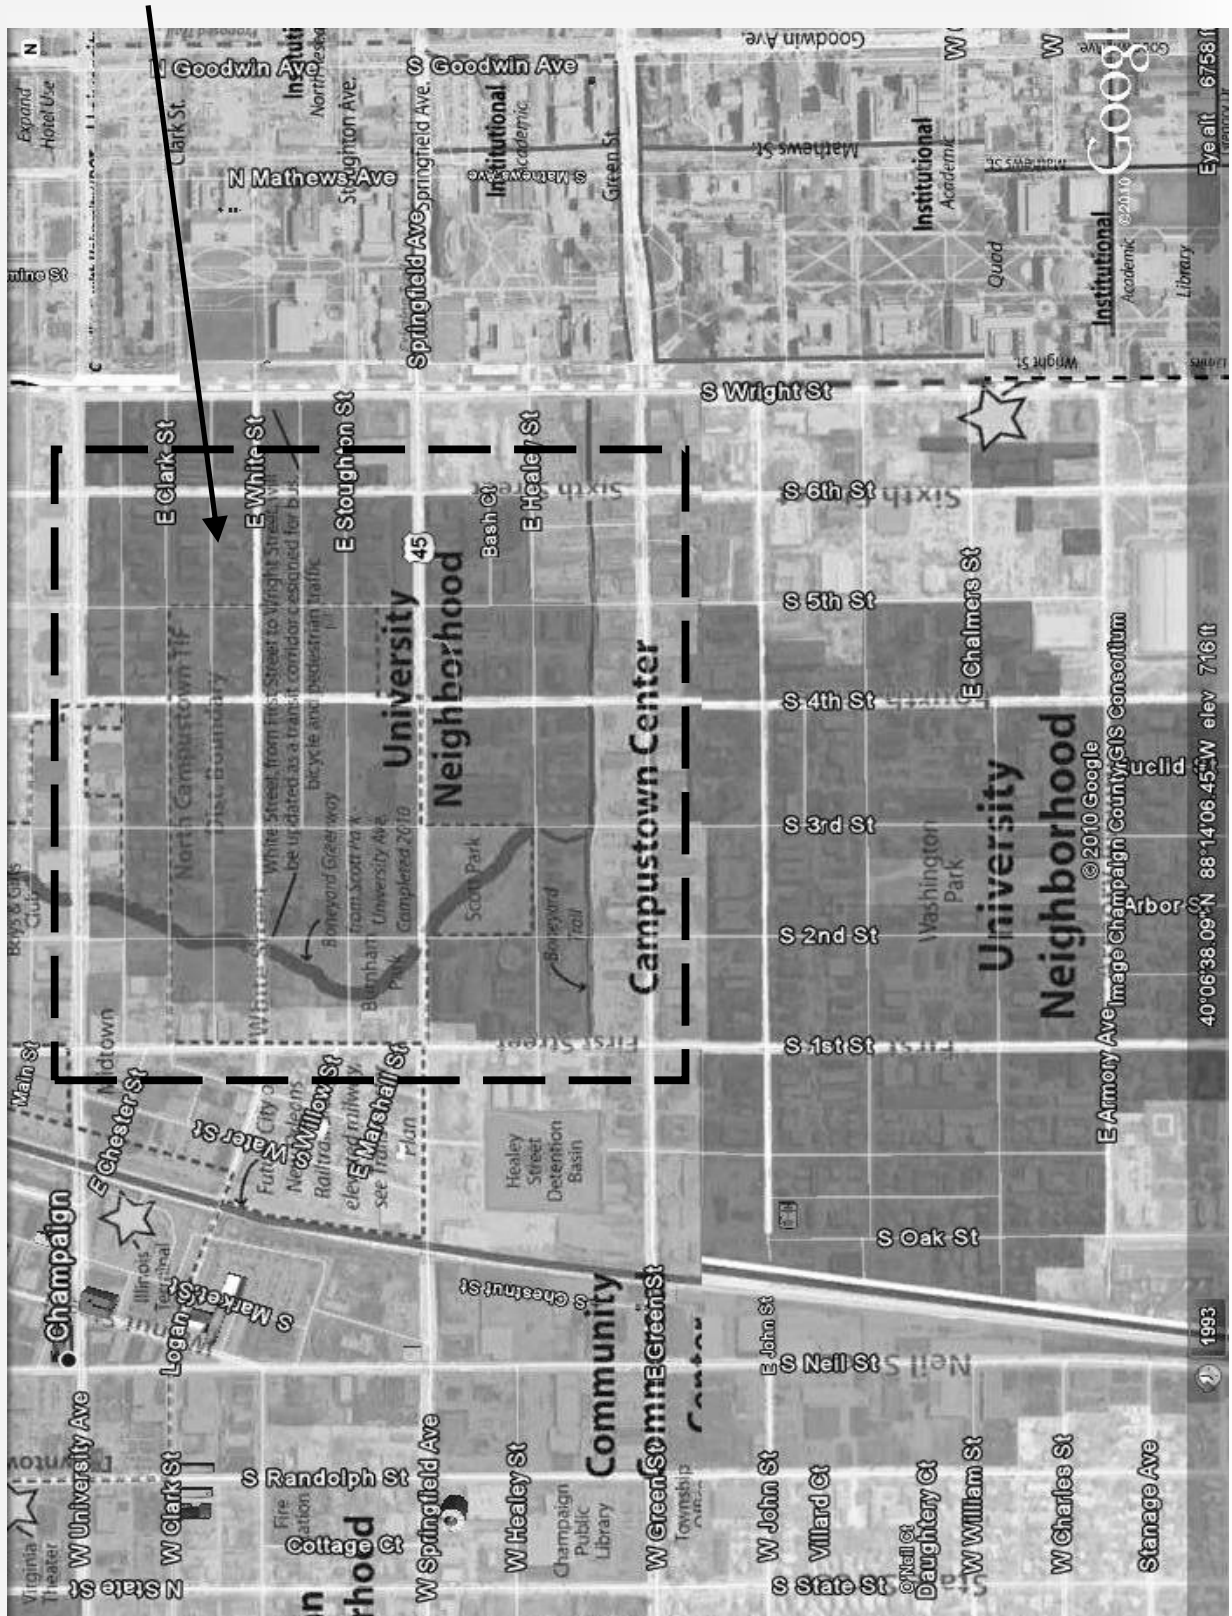 N
Expand
Hotel Use
N Goodwin Ave
S Goodwin Ave
Goodwin Ave.
Clark St.
Stoughton Ave.
Springfield Ave.
Institutional
Academic
Green St.
Mathews St.
N Mathews Ave
S Mathews Ave
Institutional
Academic
Quad
Institutional
Academic
Library
Mathews St.
Wright St.
Springfield Ave
S Wright St
E Clark St
E White St
E Stoughton St
E Healey St
Bash Ct
Sixth Street
S 6th St
Sixth
45
S 5th St
S 4th St
E Chalmers St
University
Neighborhood
North Campustown TIF
Dist. Boundary
White Street, from First Street to Wright Street, will
be updated as a transit corridor designed for bus,
bicycle and pedestrian traffic
Boneyard Greenway
from Scott Park -
University Ave.
Completed 2010
Scott Park
Burnham
Park
Boneyard
Trail
Campustown Center
S 3rd St
S 2nd St
Washington
Park
University
Neighborhood
Arbor S
Boys & Girls
Club
Midtown
White Street
First Street
S 1st St
First
E Armory Ave
Main St
E Chester St
Water St
S Willow St
E Marshall St
elevated railway,
Plan
Healey
Street
Detention
Basin
S Oak St
Champaign
Illinois
Terminal
S Market St
Logan
S Chestnut St
Community
E Green St
E John St
S Neil St
Neil S
W University Ave
W Clark St
S Randolph St
Cottage Ct
Fire
W Springfield Ave
W Healey St
Champaign
Public
Library
W Green St
Township
W John St
Villard Ct
O'Neil Ct
Daughtery Ct
W William St
W Charles St
Stanage Ave
Virginia
Theater
N State St
S State St
© 2010 Google
Image Champaign County GIS Consortium
©2010 Google
1993
40°06'38.09" N 88°14'06.45" W elev 716 ft
Eye alt 6758 ft